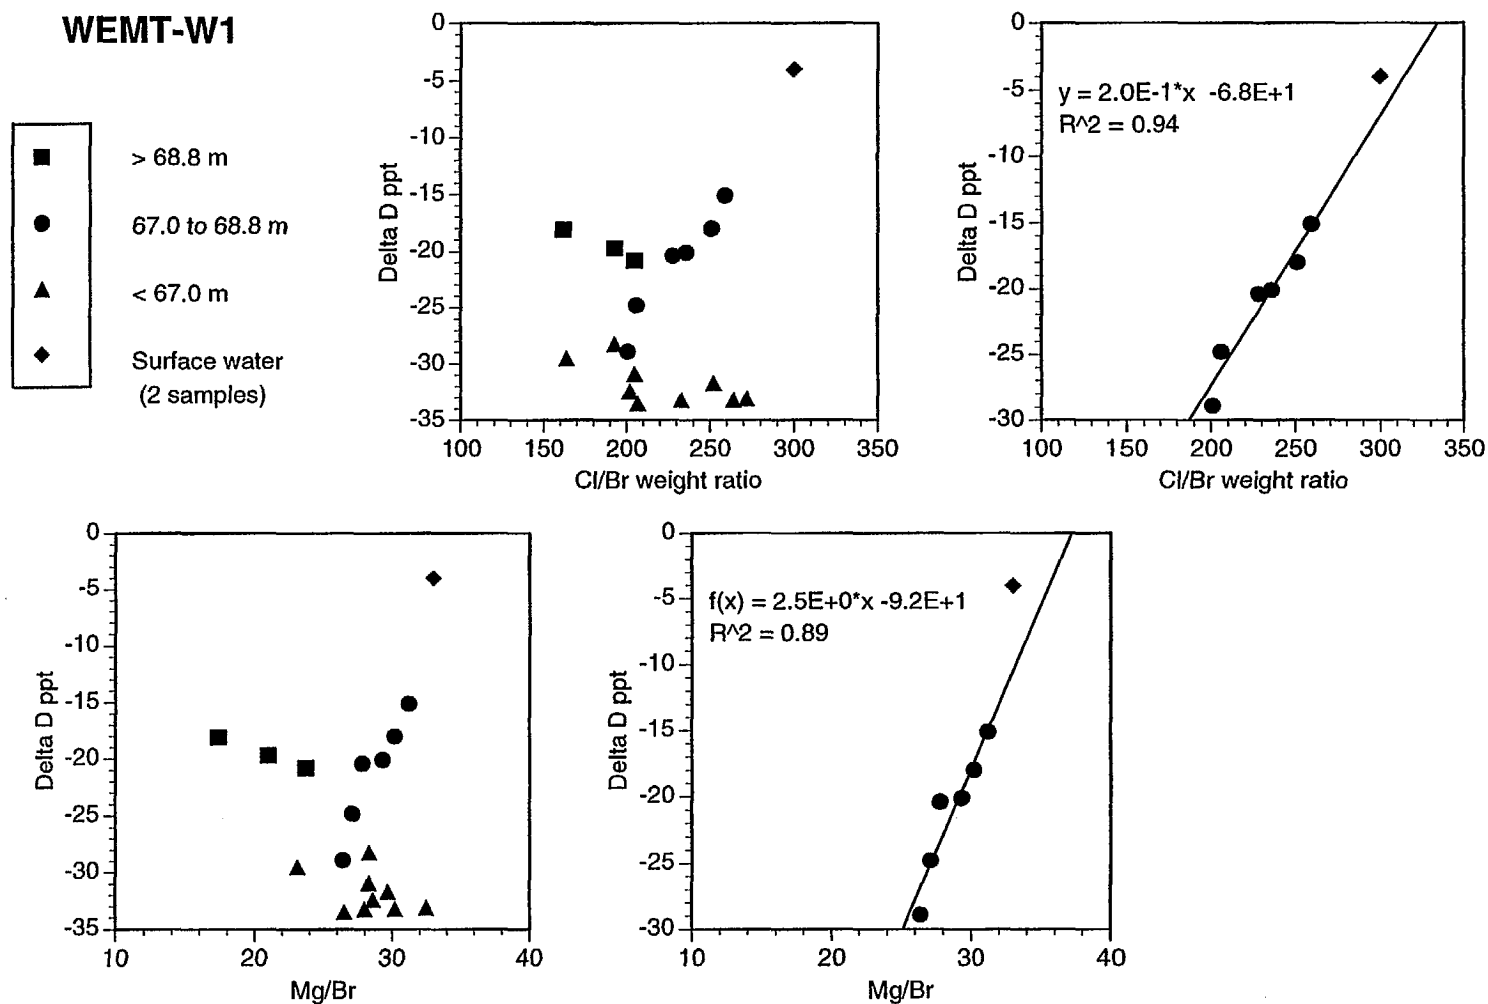 WEMT-W1
> 68.8 m
67.0 to 68.8 m
< 67.0 m
Surface water
(2 samples)
0
-5
-10
-15
-20
-25
-30
-35
Delta D ppt
100 150 200 250 300 350
Cl/Br weight ratio
0
-5
-10
-15
-20
-25
-30
Delta D ppt
y = 2.0E-1*x -6.8E+1
R^2 = 0.94
100 150 200 250 300 350
Cl/Br weight ratio
0
-5
-10
-15
-20
-25
-30
-35
Delta D ppt
10 20 30 40
Mg/Br
0
-5
-10
-15
-20
-25
-30
Delta D ppt
f(x) = 2.5E+0*x -9.2E+1
R^2 = 0.89
10 20 30 40
Mg/Br